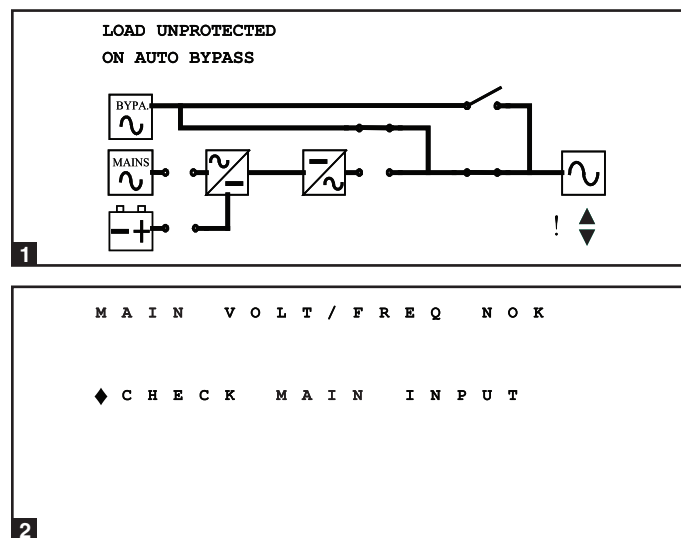 LOAD UNPROTECTED
ON AUTO BYPASS
BYPA.
MAINS
!
1
MAIN VOLT/FREQ NOK
♦ CHECK MAIN INPUT
2